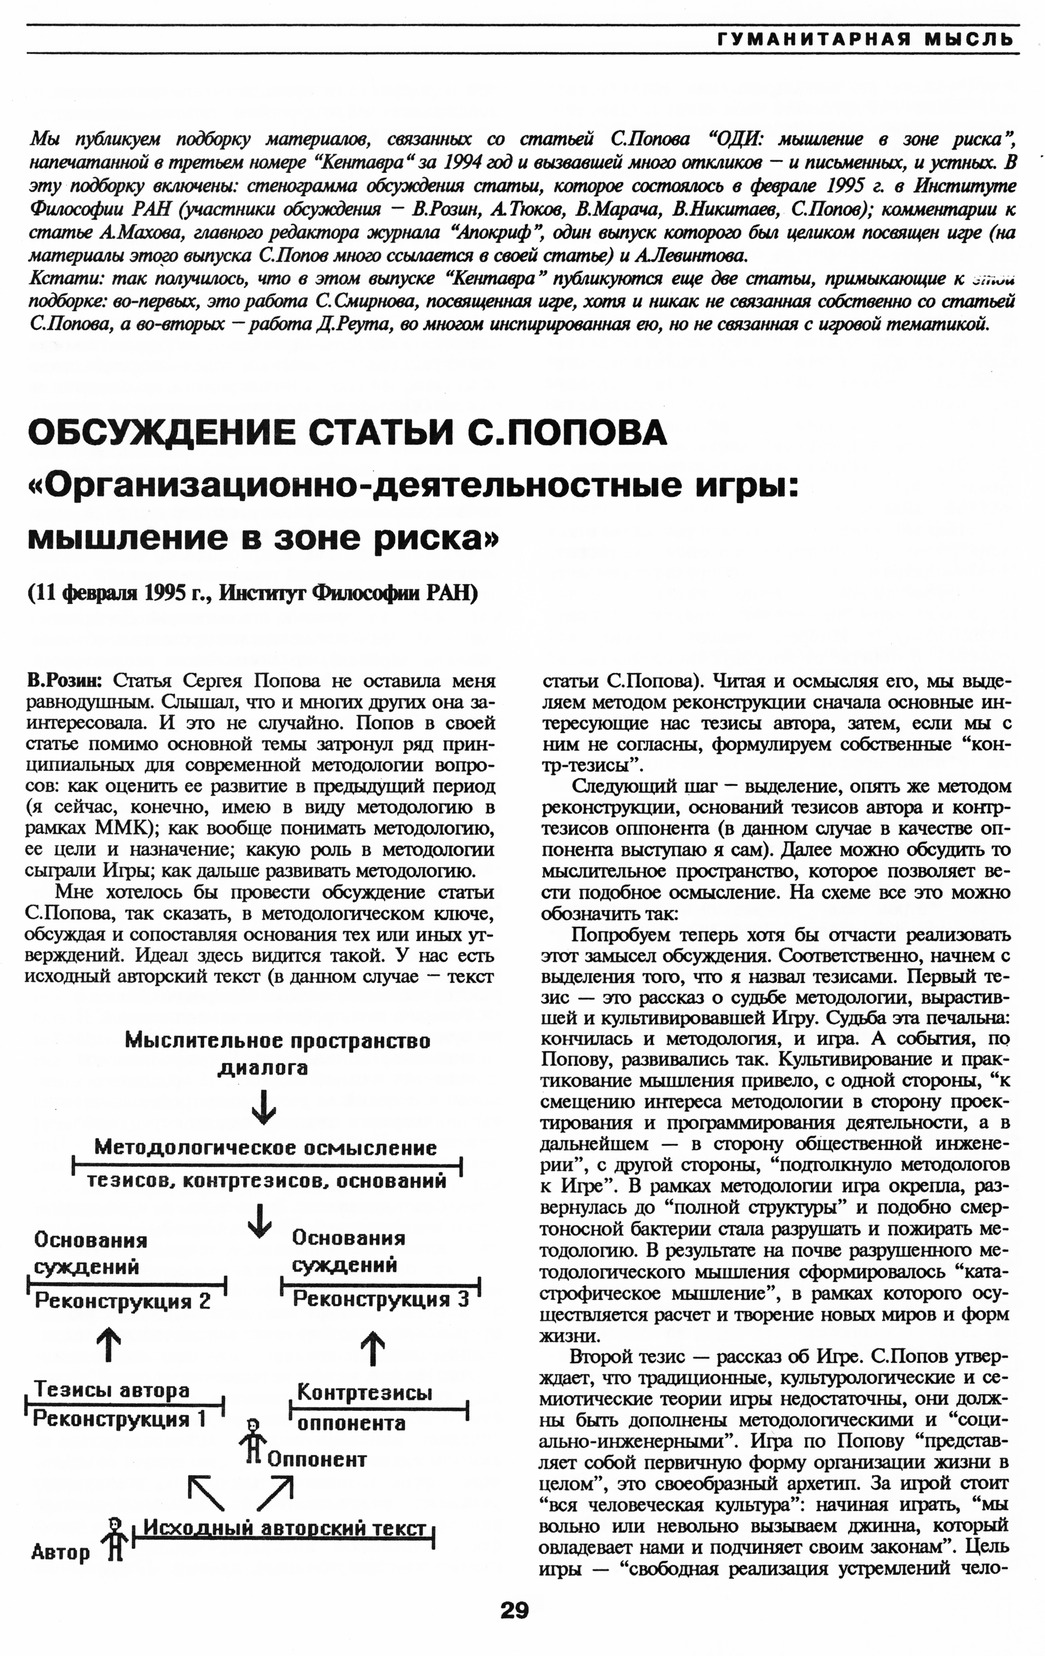 ГУМАНИТАРНАЯ МЫСЛЬ
Мы публикуем подборку материалов, связанных со статьей С.Попова “ОДИ: мышление в зоне риска”,
напечатанной в третьем номере “Кентавра“ за 1994 год и вызвавшей много откликов — и письменных, и устных. В
эту подборку включены: стенограмма обсуждения статьи, которое состоялось в феврале 1995 г. в Институте
Философии РАН (участники обсуждения — В.Розин, А.Тюков, В.Марача, В.Никитаев, С.Попов); комментарии к
статье А.Махова, главного редактора журнала “Апокриф”, один выпуск которого был целиком посвящен игре (на
материалы этого выпуска С.Попов много ссылается в своей статье) и А.Левинтова.
Кстати: так получилось, что в этом выпуске “Кентавра” публикуются еще две статьи, примыкающие к этой
подборке: во-первых, это работа С.Смирнова, посвященная игре, хотя и никак не связанная собственно со статьей
С.Попова, а во-вторых — работа Д.Реута, во многом инспирированная ею, но не связанная с игровой тематикой.
ОБСУЖДЕНИЕ СТАТЬИ С.ПОПОВА
«Организационно-деятельностные игры:
мышление в зоне риска»
(11 февраля 1995 г., Институт Философии РАН)
В.Розин: Статья Сергея Попова не оставила меня
равнодушным. Слышал, что и многих других она за-
интересовала. И это не случайно. Попов в своей
статье помимо основной темы затронул ряд прин-
ципиальных для современной методологии вопро-
сов: как оценить ее развитие в предыдущий период
(я сейчас, конечно, имею в виду методологию в
рамках ММК); как вообще понимать методологию,
ее цели и назначение; какую роль в методологии
сыграли Игры; как дальше развивать методологию.
Мне хотелось бы провести обсуждение статьи
С.Попова, так сказать, в методологическом ключе,
обсуждая и сопоставляя основания тех или иных ут-
верждений. Идеал здесь видится такой. У нас есть
исходный авторский текст (в данном случае — текст
Мыслительное пространство
диалога
Методологическое осмысление
тезисов, контртезисов, оснований
Основания
суждений
Реконструкция 2
Основания
суждений
Реконструкция 3
Тезисы автора
Реконструкция 1
Контртезисы
оппонента
Оппонент
Исходный авторский текст
Автор
статьи С.Попова). Читая и осмысляя его, мы выде-
ляем методом реконструкции сначала основные ин-
тересующие нас тезисы автора, затем, если мы с
ним не согласны, формулируем собственные “кон-
тр-тезисы”.
Следующий шаг — выделение, опять же методом
реконструкции, оснований тезисов автора и контр-
тезисов оппонента (в данном случае в качестве оп-
понента выступаю я сам). Далее можно обсудить то
мыслительное пространство, которое позволяет ве-
сти подобное осмысление. На схеме все это можно
обозначить так:
Попробуем теперь хотя бы отчасти реализовать
этот замысел обсуждения. Соответственно, начнем с
выделения того, что я назвал тезисами. Первый те-
зис — это рассказ о судьбе методологии, вырастив-
шей и культивировавшей Игру. Судьба эта печальна:
кончилась и методология, и игра. А события, по
Попову, развивались так. Культивирование и прак-
тикование мышления привело, с одной стороны, “к
смещению интереса методологии в сторону проек-
тирования и программирования деятельности, а в
дальнейшем — в сторону общественной инжене-
рии”, с другой стороны, “подтолкнуло методологов
к Игре”. В рамках методологии игра окрепла, раз-
вернулась до “полной структуры” и подобно смер-
тоносной бактерии стала разрушать и пожирать ме-
тодологию. В результате на почве разрушенного ме-
тодологического мышления сформировалось “ката-
строфическое мышление”, в рамках которого осу-
ществляется расчет и творение новых миров и форм
жизни.
Второй тезис — рассказ об Игре. С.Попов утвер-
ждает, что традиционные, культурологические и се-
миотические теории игры недостаточны, они долж-
ны быть дополнены методологическими и “соци-
ально-инженерными”. Игра по Попову “представ-
ляет собой первичную форму организации жизни в
целом”, это своеобразный архетип. За игрой стоит
“вся человеческая культура”: начиная играть, “мы
вольно или невольно вызываем джинна, который
овладевает нами и подчиняет своим законам”. Цель
игры — “свободная реализация устремлений чело-
29